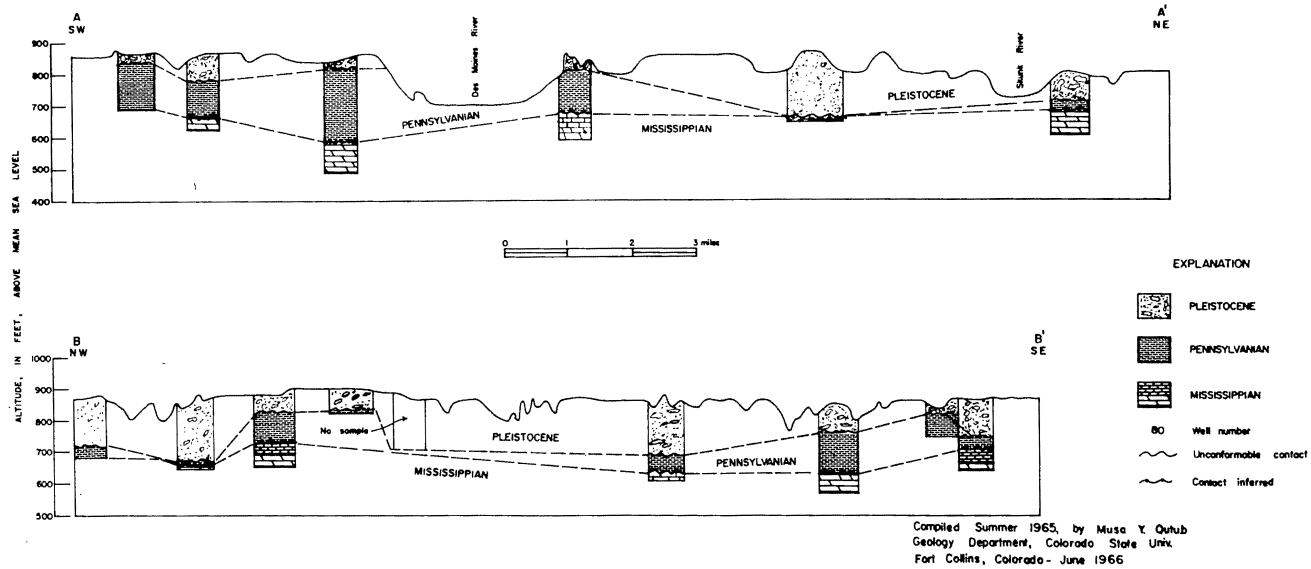 A
SW
A'
NE
Des Moines River
Skunk River
900
800
700
600
500
400
PENNSYLVANIAN
MISSISSIPPIAN
PLEISTOCENE
ALTITUDE, IN FEET, ABOVE MEAN SEA LEVEL
0 1 2 3 miles
B
NW
B'
SE
1000
900
800
700
600
500
No sample
PLEISTOCENE
MISSISSIPPIAN
PENNSYLVANIAN
EXPLANATION
PLEISTOCENE
PENNSYLVANIAN
MISSISSIPPIAN
80 Well number
Unconformable contact
Contact inferred
Compiled Summer 1965, by Musa Y. Qutub
Geology Department, Colorado State Univ.
Fort Collins, Colorado - June 1966